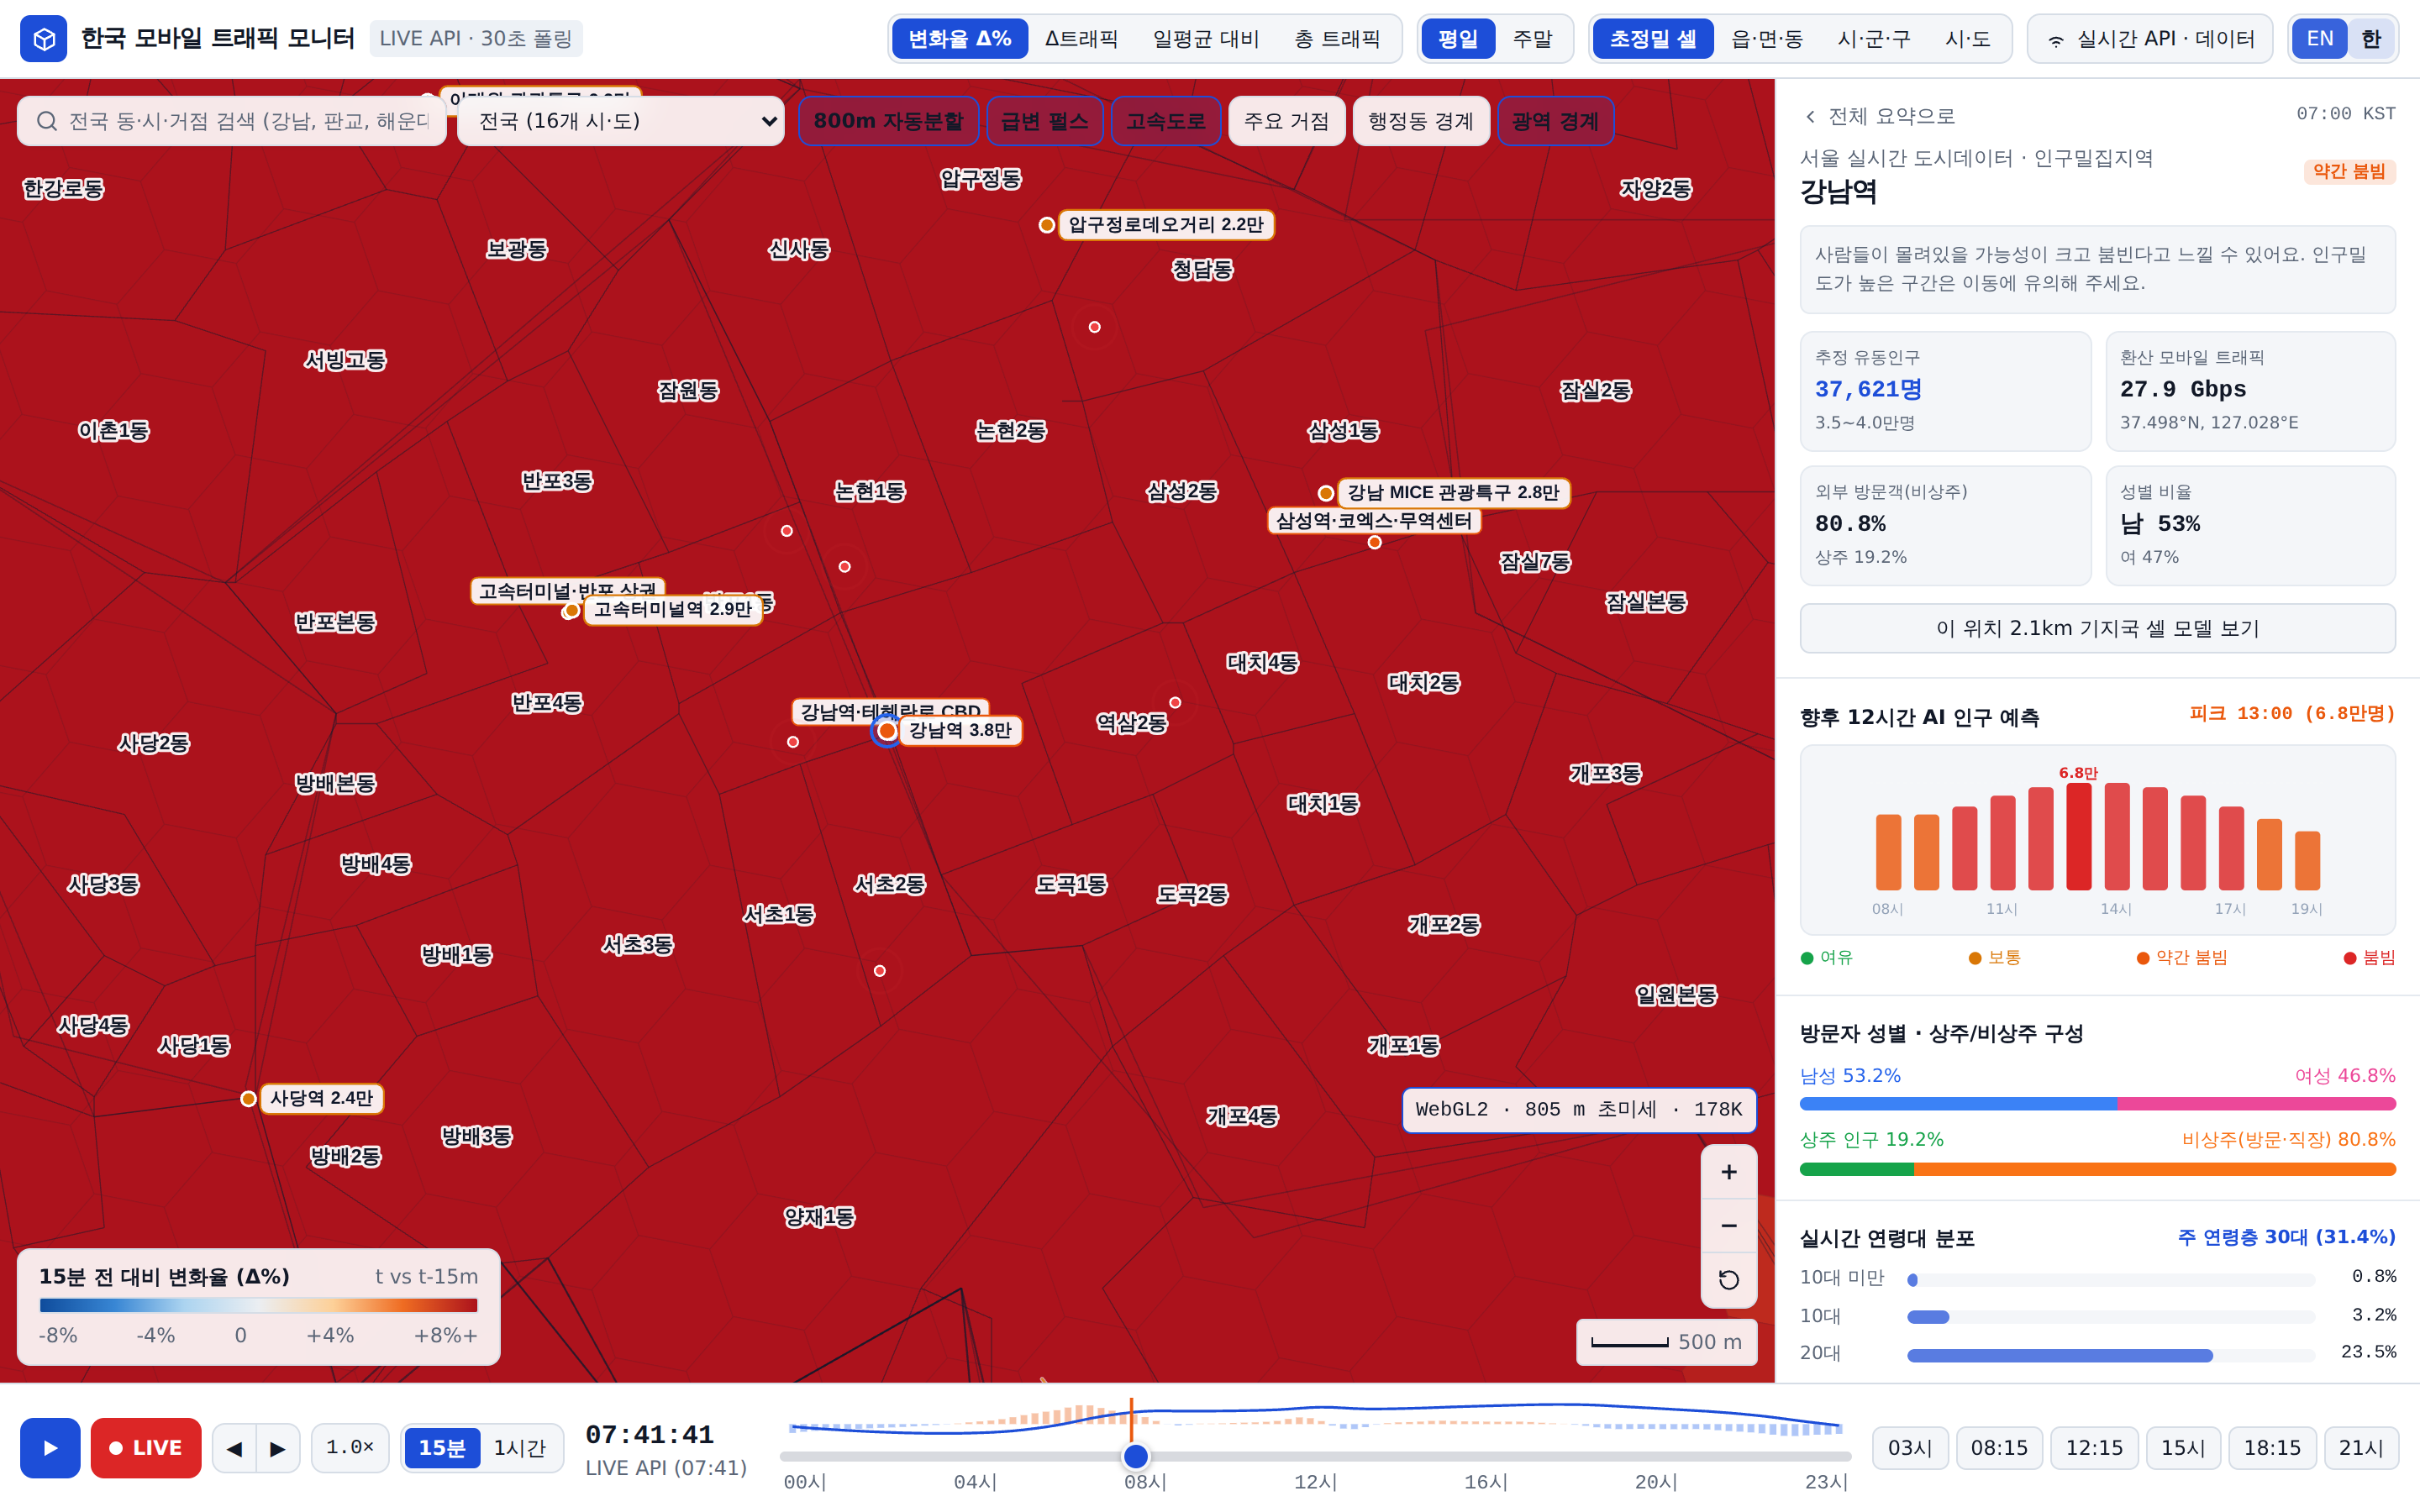 한국 모바일 트래픽 모니터
LIVE API · 30초 폴링
변화율 Δ%
Δ트래픽
일평균 대비
총 트래픽
평일
주말
초정밀 셀
읍·면·동
시·군·구
시·도
실시간 API · 데이터
EN
한
전국 동·시·거점 검색 (강남, 판교, 해운대
전국 (16개 시·도)
800m 자동분할
급변 펄스
고속도로
주요 거점
행정동 경계
광역 경계
한강로동
압구정동
자양2동
압구정로데오거리 2.2만
보광동
신사동
청담동
서빙고동
잠원동
잠실2동
이촌1동
논현2동
삼성1동
반포3동
논현1동
삼성2동
강남 MICE 관광특구 2.8만
삼성역·코엑스·무역센터
잠실7동
고속터미널·반포 상권
고속터미널역 2.9만
잠실본동
반포본동
대치4동
대치2동
반포4동
강남역·테헤란로 CBD
강남역 3.8만
역삼2동
사당2동
방배본동
개포3동
대치1동
방배4동
사당3동
서초2동
도곡1동
도곡2동
서초1동
개포2동
서초3동
방배1동
일원본동
사당4동
사당1동
개포1동
사당역 2.4만
개포4동
방배3동
방배2동
양재1동
WebGL2 · 805 m 초미세 · 178K
+
−
500 m
15분 전 대비 변화율 (Δ%)
t vs t-15m
-8%
-4%
0
+4%
+8%+
전체 요약으로
07:00 KST
서울 실시간 도시데이터 · 인구밀집지역
강남역
약간 붐빔
사람들이 몰려있을 가능성이 크고 붐빈다고 느낄 수 있어요. 인구밀
도가 높은 구간은 이동에 유의해 주세요.
추정 유동인구
37,621명
3.5~4.0만명
환산 모바일 트래픽
27.9 Gbps
37.498°N, 127.028°E
외부 방문객(비상주)
80.8%
상주 19.2%
성별 비율
남 53%
여 47%
이 위치 2.1km 기지국 셀 모델 보기
향후 12시간 AI 인구 예측
피크 13:00 (6.8만명)
6.8만
08시
11시
14시
17시
19시
여유
보통
약간 붐빔
붐빔
방문자 성별 · 상주/비상주 구성
남성 53.2%
여성 46.8%
상주 인구 19.2%
비상주(방문·직장) 80.8%
실시간 연령대 분포
주 연령층 30대 (31.4%)
10대 미만
0.8%
10대
3.2%
20대
23.5%
LIVE
1.0×
15분
1시간
07:41:41
LIVE API (07:41)
00시
04시
08시
12시
16시
20시
23시
03시
08:15
12:15
15시
18:15
21시